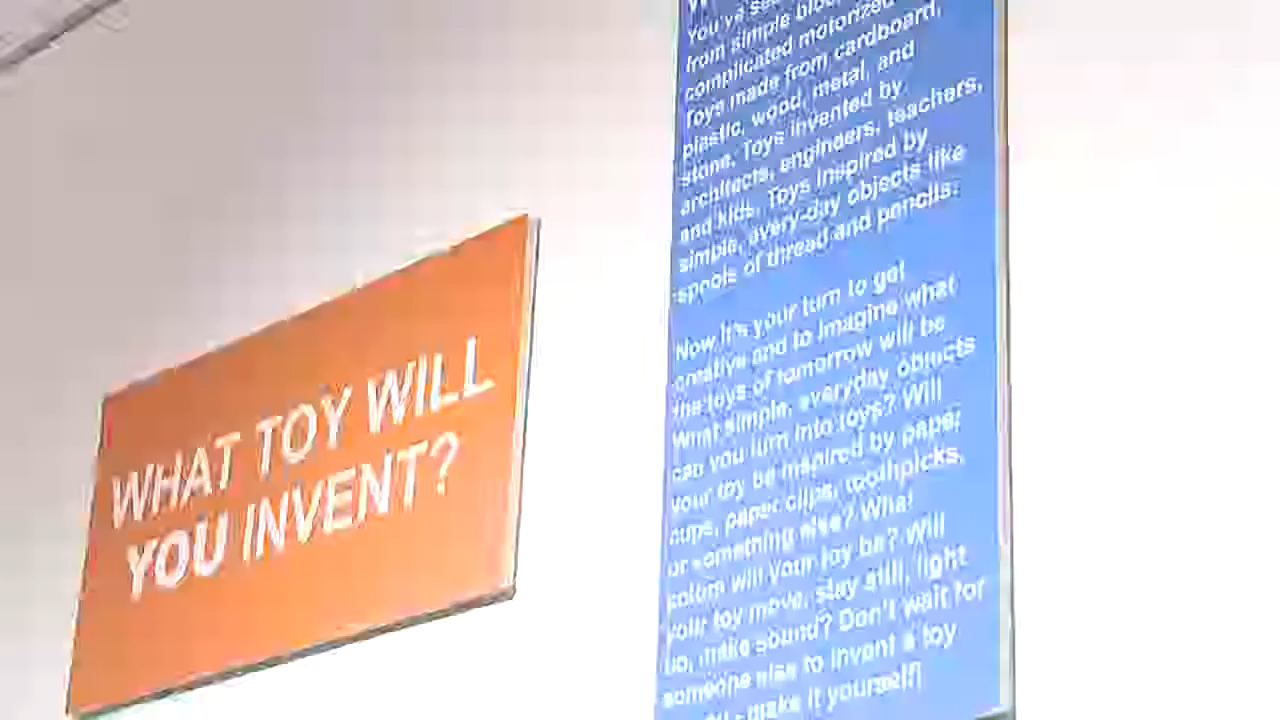 WHAT TOY WILL
YOU INVENT?
You've
from simple
complicated motorized
Toys made from cardboard,
plastic, wood, metal, and
stone. Toys invented by
architects, engineers, teachers,
and kids. Toys inspired by
simple, every-day objects like
spools of thread and pencils.
Now it's your turn to get
creative and to imagine what
the toys of tomorrow will be
What simple, everyday objects
can you turn into toys? Will
your toy be inspired by paper
cups, paper clips, toothpicks,
or something else? What
colors will your toy be? Will
your toy move, stay still, light
up, make sound? Don't wait for
someone else to invent a toy
make it yourself!